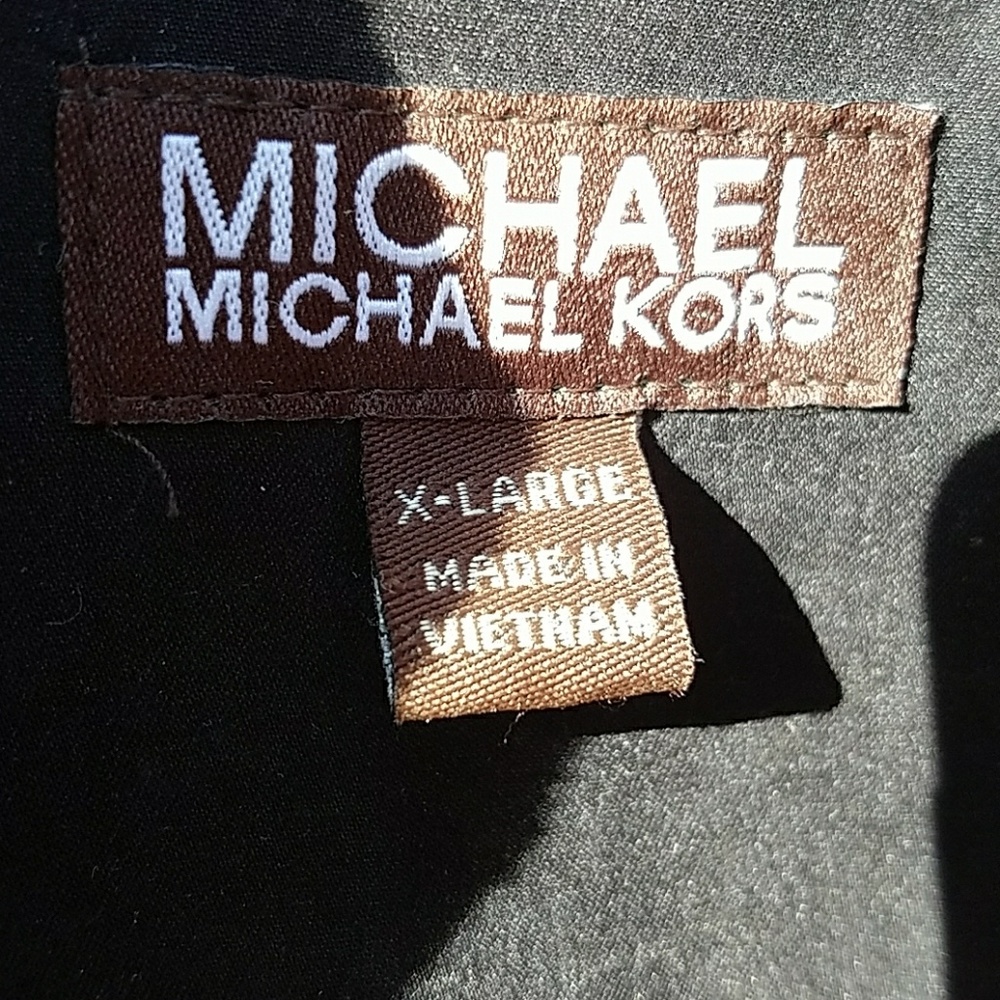 MICHAEL
MICHAEL KORS
X-LARGE
MADE IN
VIETNAM